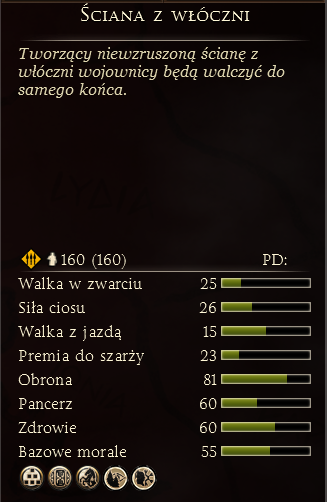 Ściana z włóczni
Tworzący niewzruszoną ścianę z
włóczni wojownicy będą walczyć do
samego końca.
160 (160) PD:
Walka w zwarciu 25
Siła ciosu 26
Walka z jazdą 15
Premia do szarży 23
Obrona 81
Pancerz 60
Zdrowie 60
Bazowe morale 55